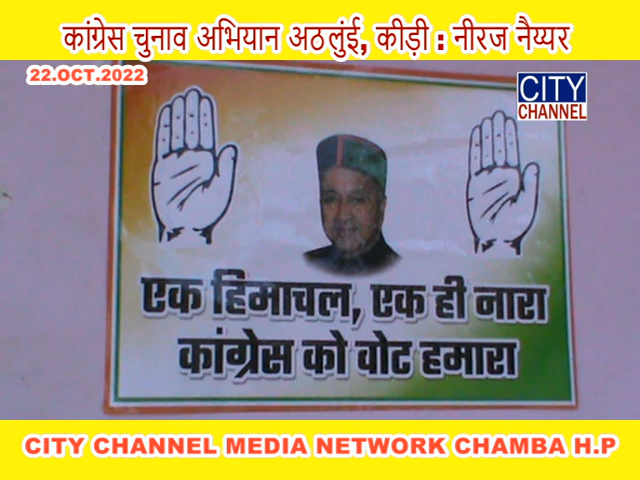 कांग्रेस चुनाव अभियान अठलुंई, कीड़ी : नीरज नैय्यर
22.OCT.2022
CITY
CHANNEL
एक हिमाचल, एक ही नारा
कांग्रेस को वोट हमारा
CITY CHANNEL MEDIA NETWORK CHAMBA H.P